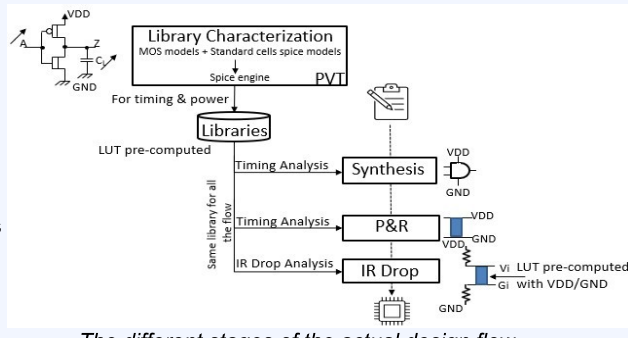 VDD
A
Z
GND
Library Characterization
MOS models + Standard cells spice models
Spice engine
PVT
For timing & power
Libraries
LUT pre-computed
Same library for all
the flow
Timing Analysis
Synthesis
VDD
GND
Timing Analysis
P&R
VDD
GND
IR Drop Analysis
IR Drop
VDD
Vi
Gi
GND
LUT pre-computed
with VDD/GND
The different stages of the actual design flow